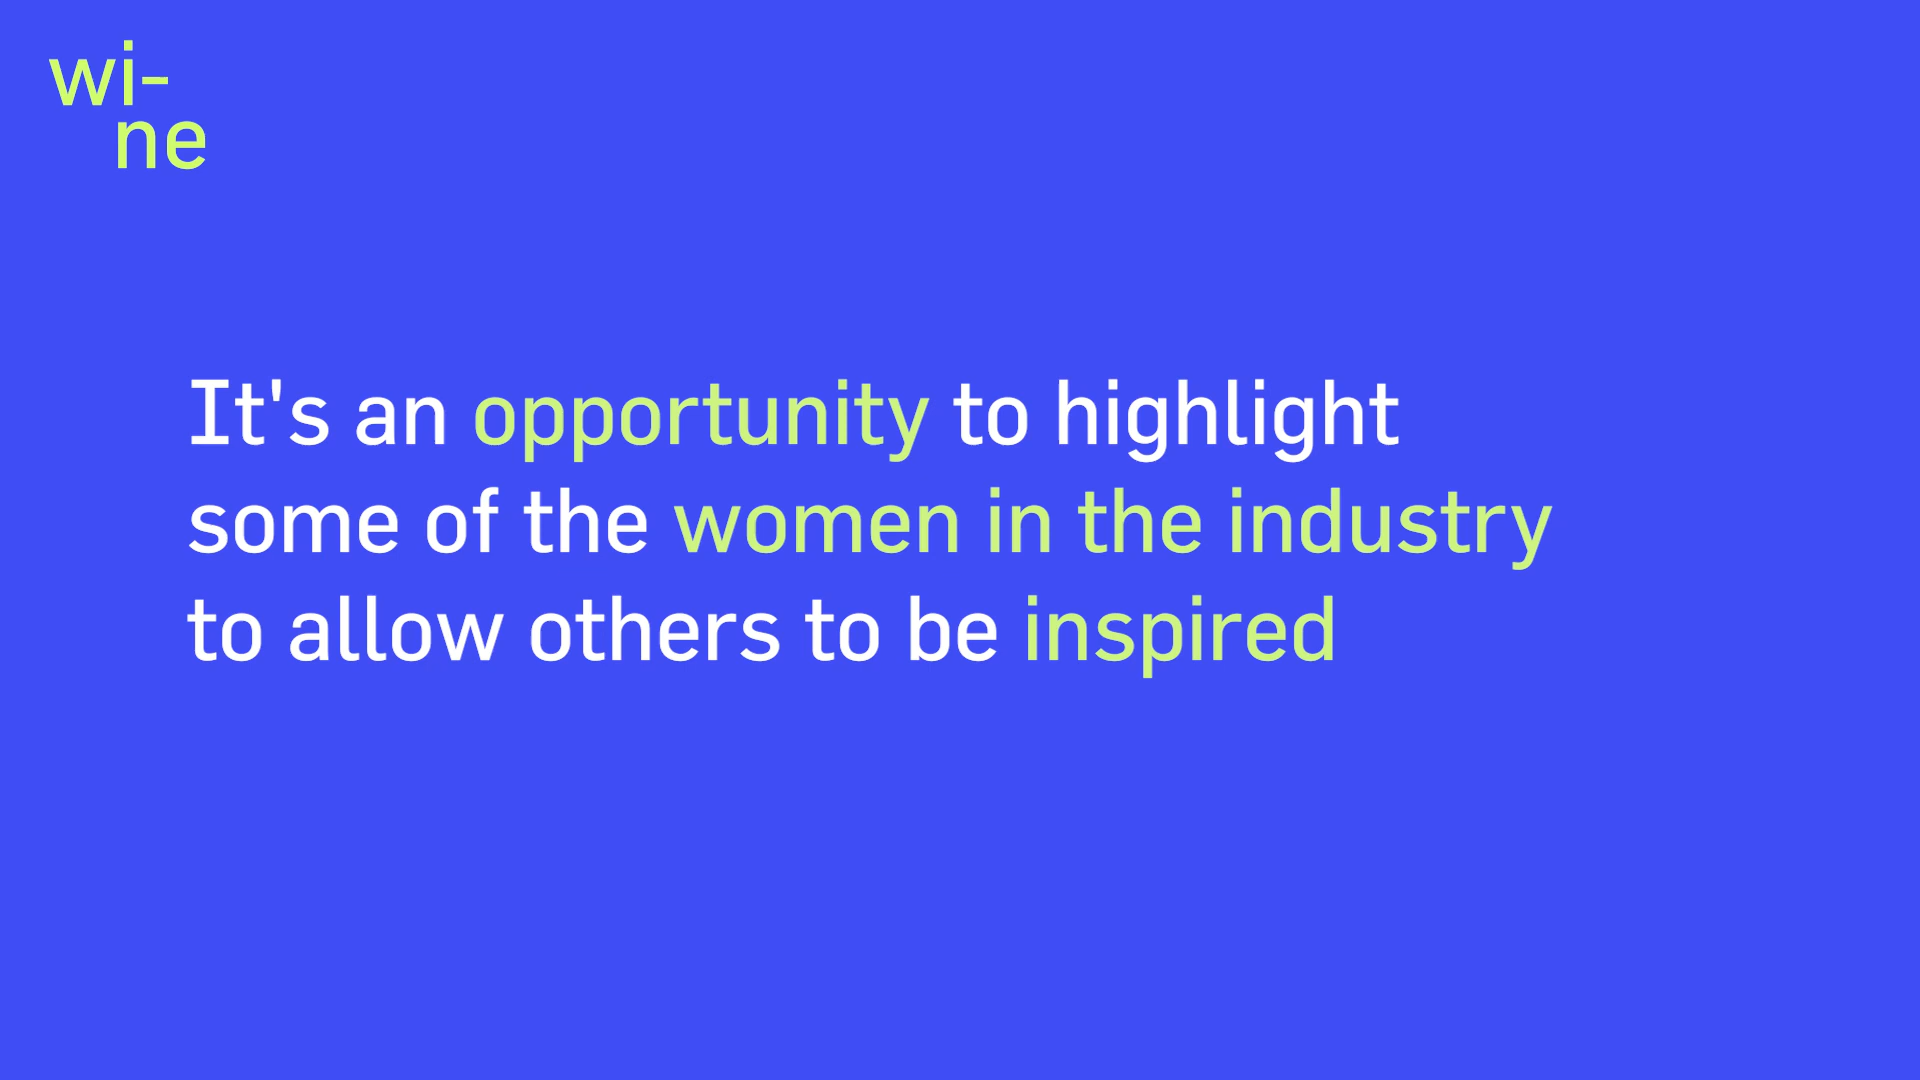 wi-
ne
It's an opportunity to highlight
some of the women in the industry
to allow others to be inspired